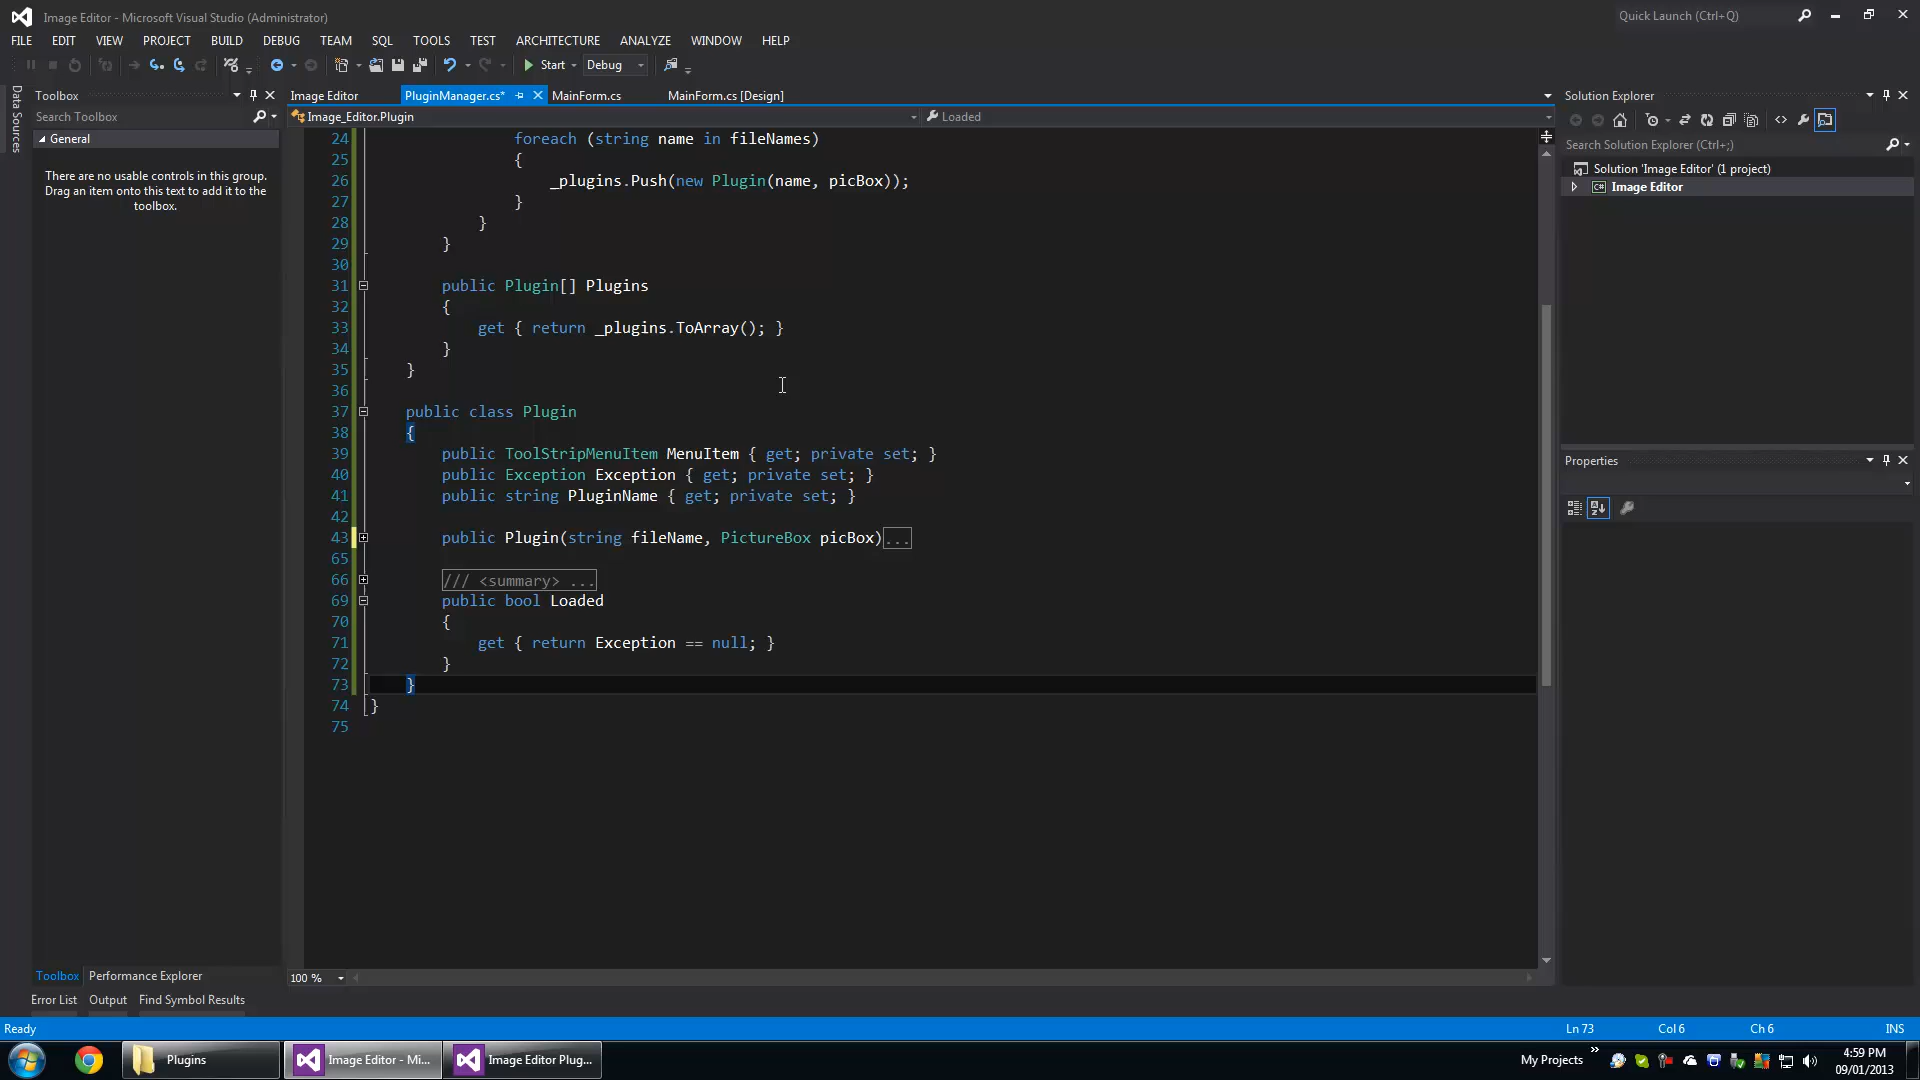 Image Editor - Microsoft Visual Studio (Administrator)
Quick Launch (Ctrl+Q)
FILE EDIT VIEW PROJECT BUILD DEBUG TEAM SQL TOOLS TEST ARCHITECTURE ANALYZE WINDOW HELP
Start Debug
Data Sources
Toolbox
Search Toolbox
General
There are no usable controls in this group.
Drag an item onto this text to add it to the
toolbox.
Image Editor PluginManager.cs* MainForm.cs MainForm.cs [Design]
Image_Editor.Plugin Loaded
24 foreach (string name in fileNames)
25 {
26 _plugins.Push(new Plugin(name, picBox));
27 }
28 }
29 }
30
31 public Plugin[] Plugins
32 {
33 get { return _plugins.ToArray(); }
34 }
35 }
36
37 public class Plugin
38 {
39 public ToolStripMenuItem MenuItem { get; private set; }
40 public Exception Exception { get; private set; }
41 public string PluginName { get; private set; }
42
43 public Plugin(string fileName, PictureBox picBox)...
65
66 /// <summary> ...
69 public bool Loaded
70 {
71 get { return Exception == null; }
72 }
73 }
74 }
75
100 %
Solution Explorer
Search Solution Explorer (Ctrl+;)
Solution 'Image Editor' (1 project)
C# Image Editor
Properties
Toolbox Performance Explorer
Error List Output Find Symbol Results
Ready Ln 73 Col 6 Ch 6 INS
Plugins Image Editor - Mi... Image Editor Plug... My Projects »
4:59 PM
09/01/2013